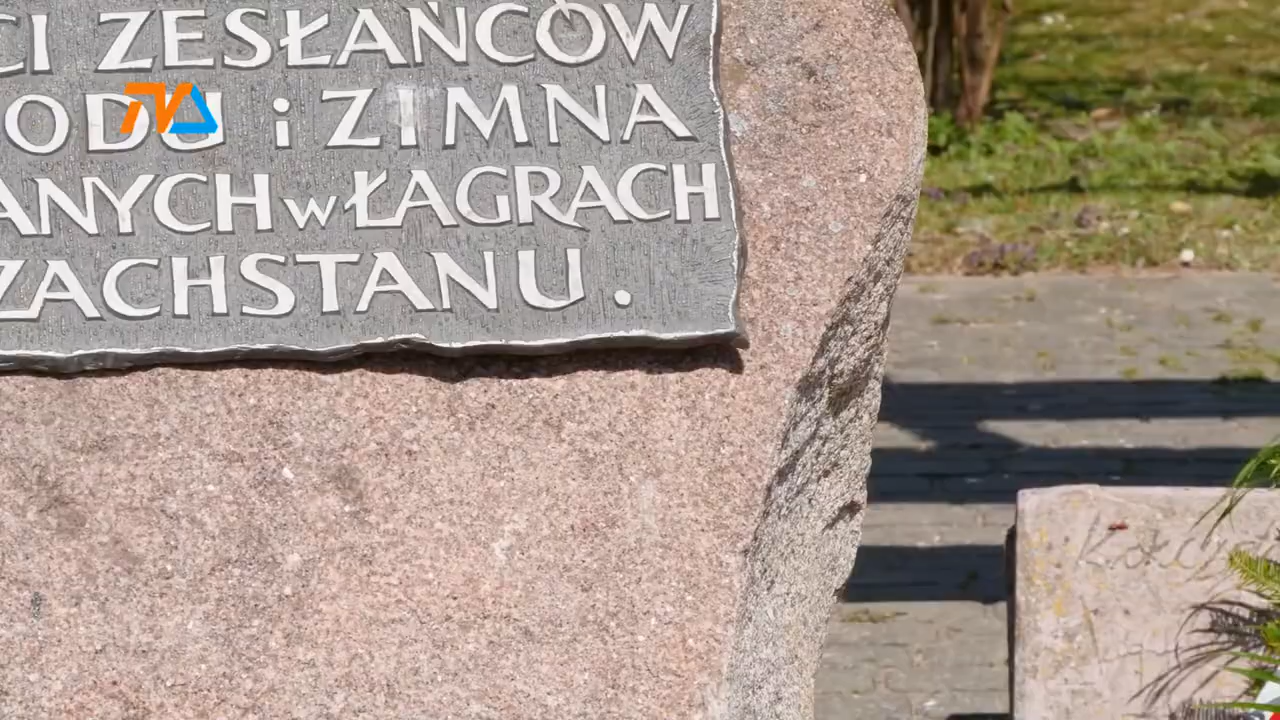 CI ZESŁAŃCÓW
ODU i ZIMNA
ANYCH w ŁAGRACH
ZACHSTANU.